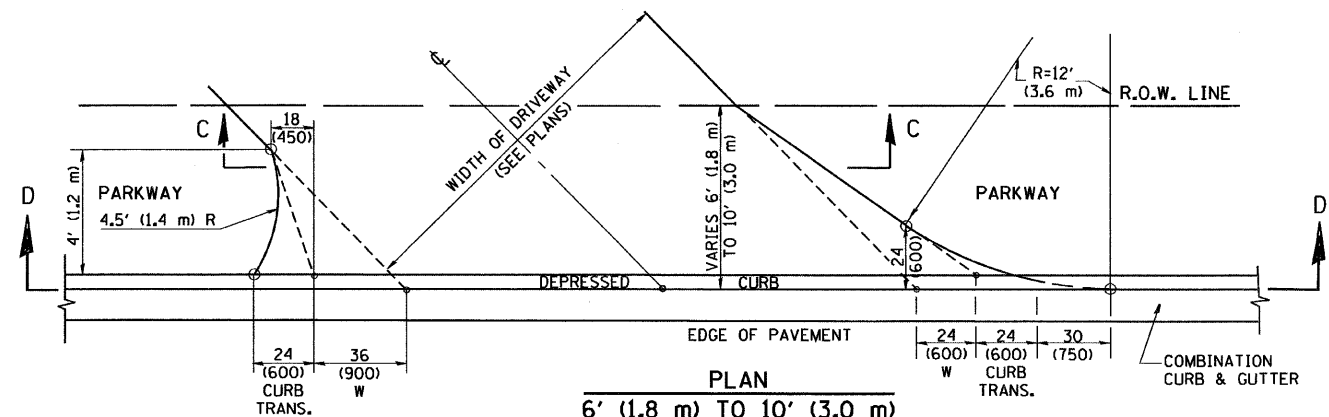 ℄
R=12'
(3.6 m)
R.O.W. LINE
C
18
(450)
WIDTH OF DRIVEWAY
(SEE PLANS)
C
D
4' (1.2 m)
PARKWAY
4.5' (1.4 m) R
VARIES 6' (1.8 m)
TO 10' (3.0 m)
PARKWAY
24
(600)
D
DEPRESSED CURB
EDGE OF PAVEMENT
24
(600)
CURB
TRANS.
36
(900)
W
24
(600)
W
24
(600)
CURB
TRANS.
30
(750)
COMBINATION
CURB & GUTTER
PLAN
6' (1.8 m) TO 10' (3.0 m)